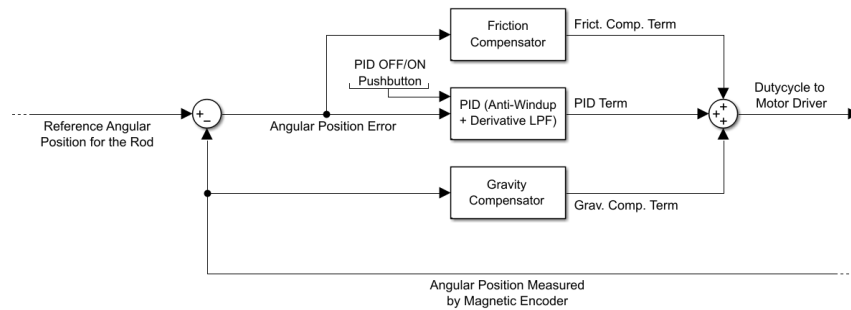 Friction
Compensator
Frict. Comp. Term
PID OFF/ON
Pushbutton
PID (Anti-Windup
+ Derivative LPF)
PID Term
Dutycycle to
Motor Driver
+
−
+
+
+
Reference Angular
Position for the Rod
Angular Position Error
Gravity
Compensator
Grav. Comp. Term
Angular Position Measured
by Magnetic Encoder